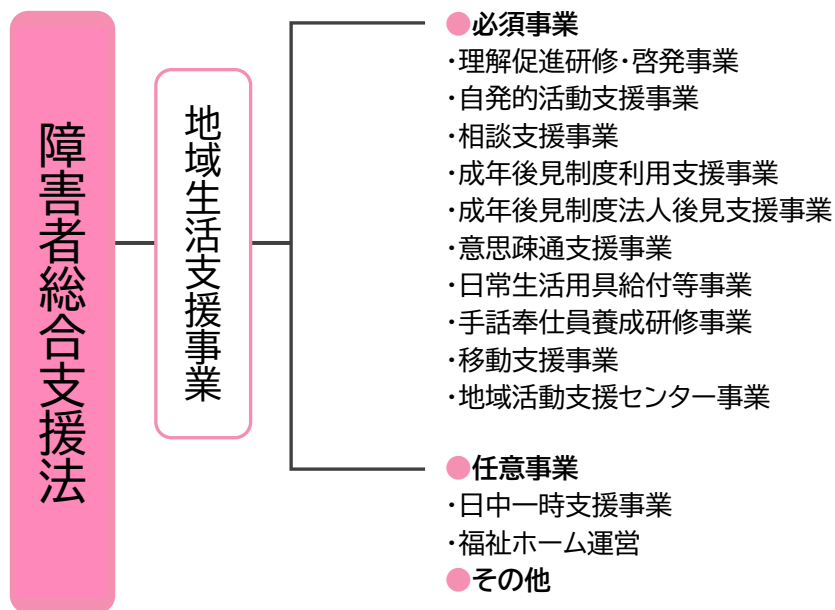 障害者総合支援法
地域生活支援事業
●必須事業
・理解促進研修・啓発事業
・自発的活動支援事業
・相談支援事業
・成年後見制度利用支援事業
・成年後見制度法人後見支援事業
・意思疎通支援事業
・日常生活用具給付等事業
・手話奉仕員養成研修事業
・移動支援事業
・地域活動支援センター事業
●任意事業
・日中一時支援事業
・福祉ホーム運営
●その他